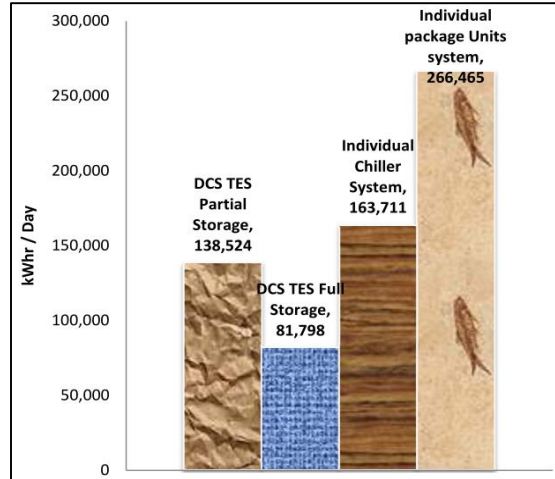 300,000
250,000
200,000
150,000
100,000
50,000
0
kWhr / Day
DCS TES
Partial
Storage,
138,524
DCS TES Full
Storage,
81,798
Individual
Chiller
System,
163,711
Individual
package Units
system,
266,465